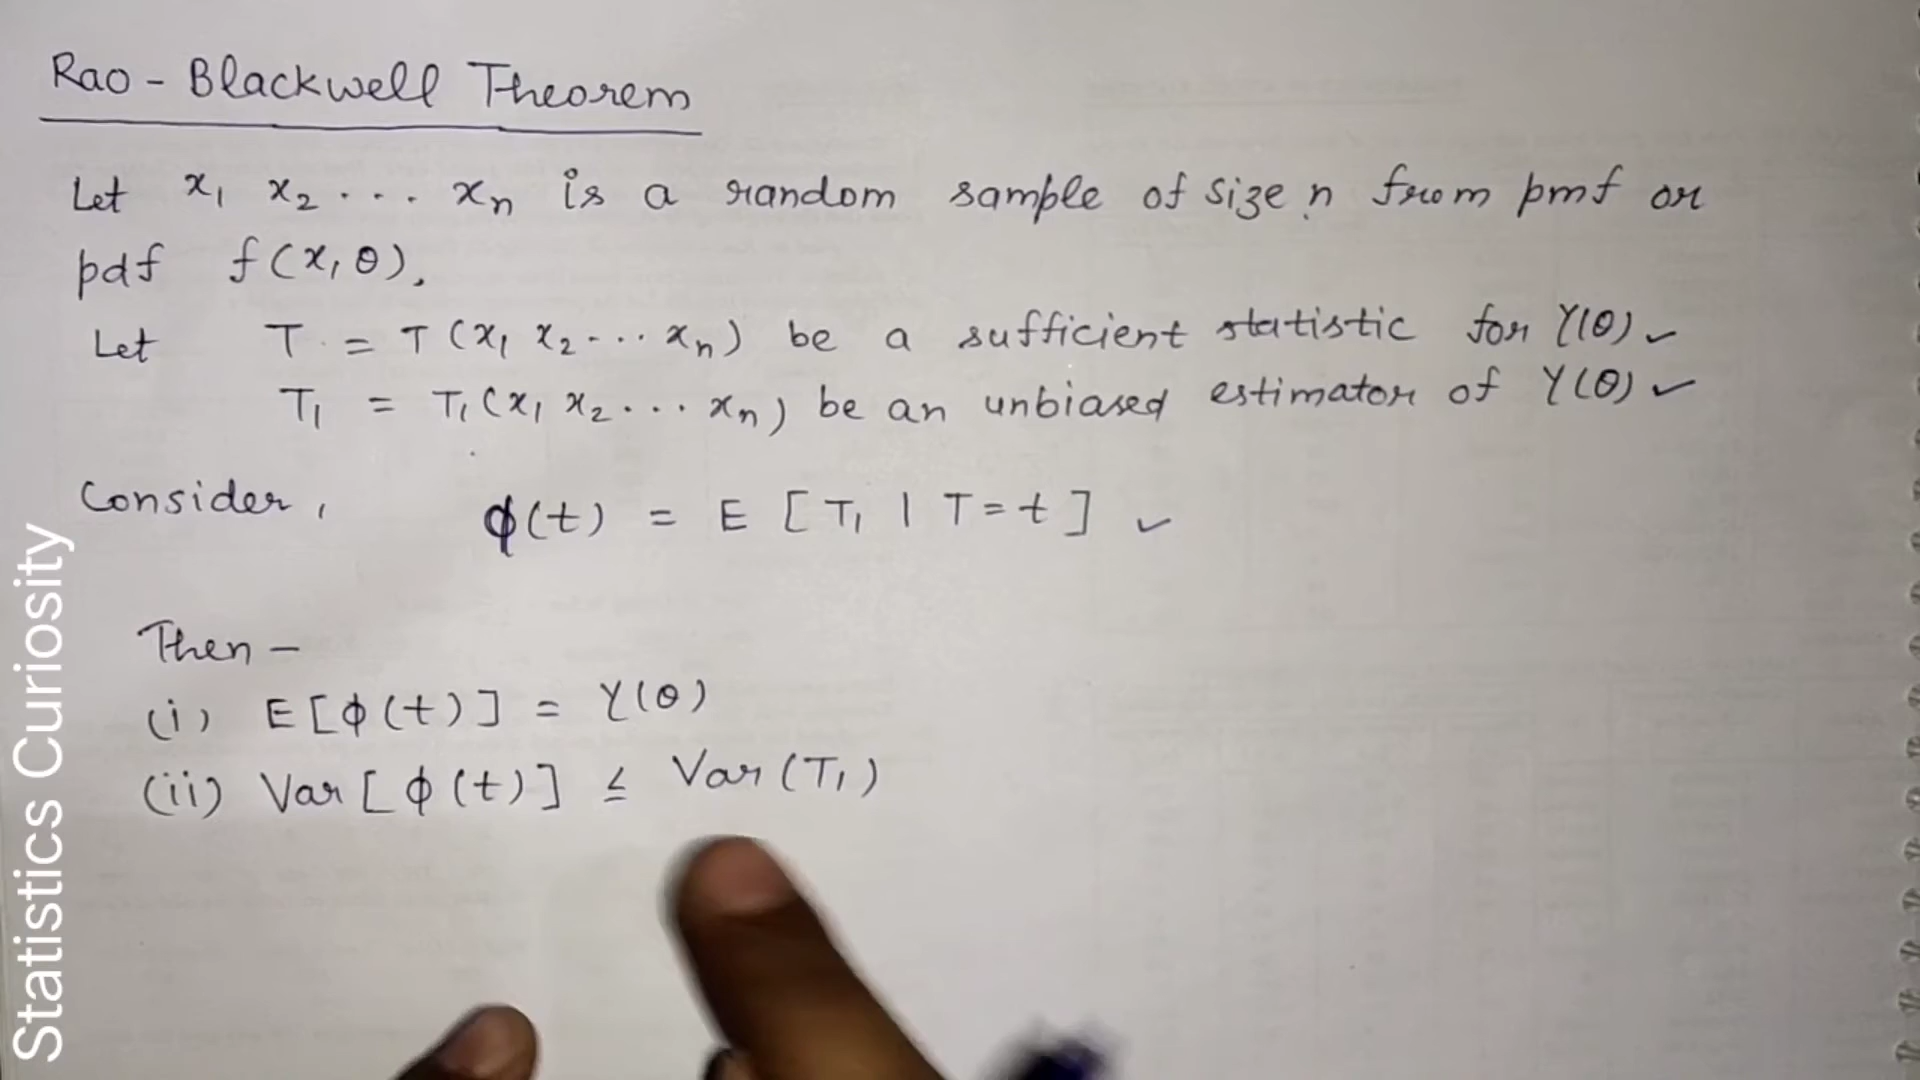 Rao - Blackwell Theorem
Let x₁ x₂ ... xₙ is a random sample of size n from pmf or
pdf f(x, θ).
Let T = T(x₁ x₂ ... xₙ) be a sufficient statistic for γ(θ) ✓
T₁ = T₁(x₁ x₂ ... xₙ) be an unbiased estimator of γ(θ) ✓
Consider, ϕ(t) = E [T₁ | T = t] ✓
Then –
(i) E[ϕ(t)] = γ(θ)
(ii) Var[ϕ(t)] ≤ Var(T₁)
Statistics Curiosity